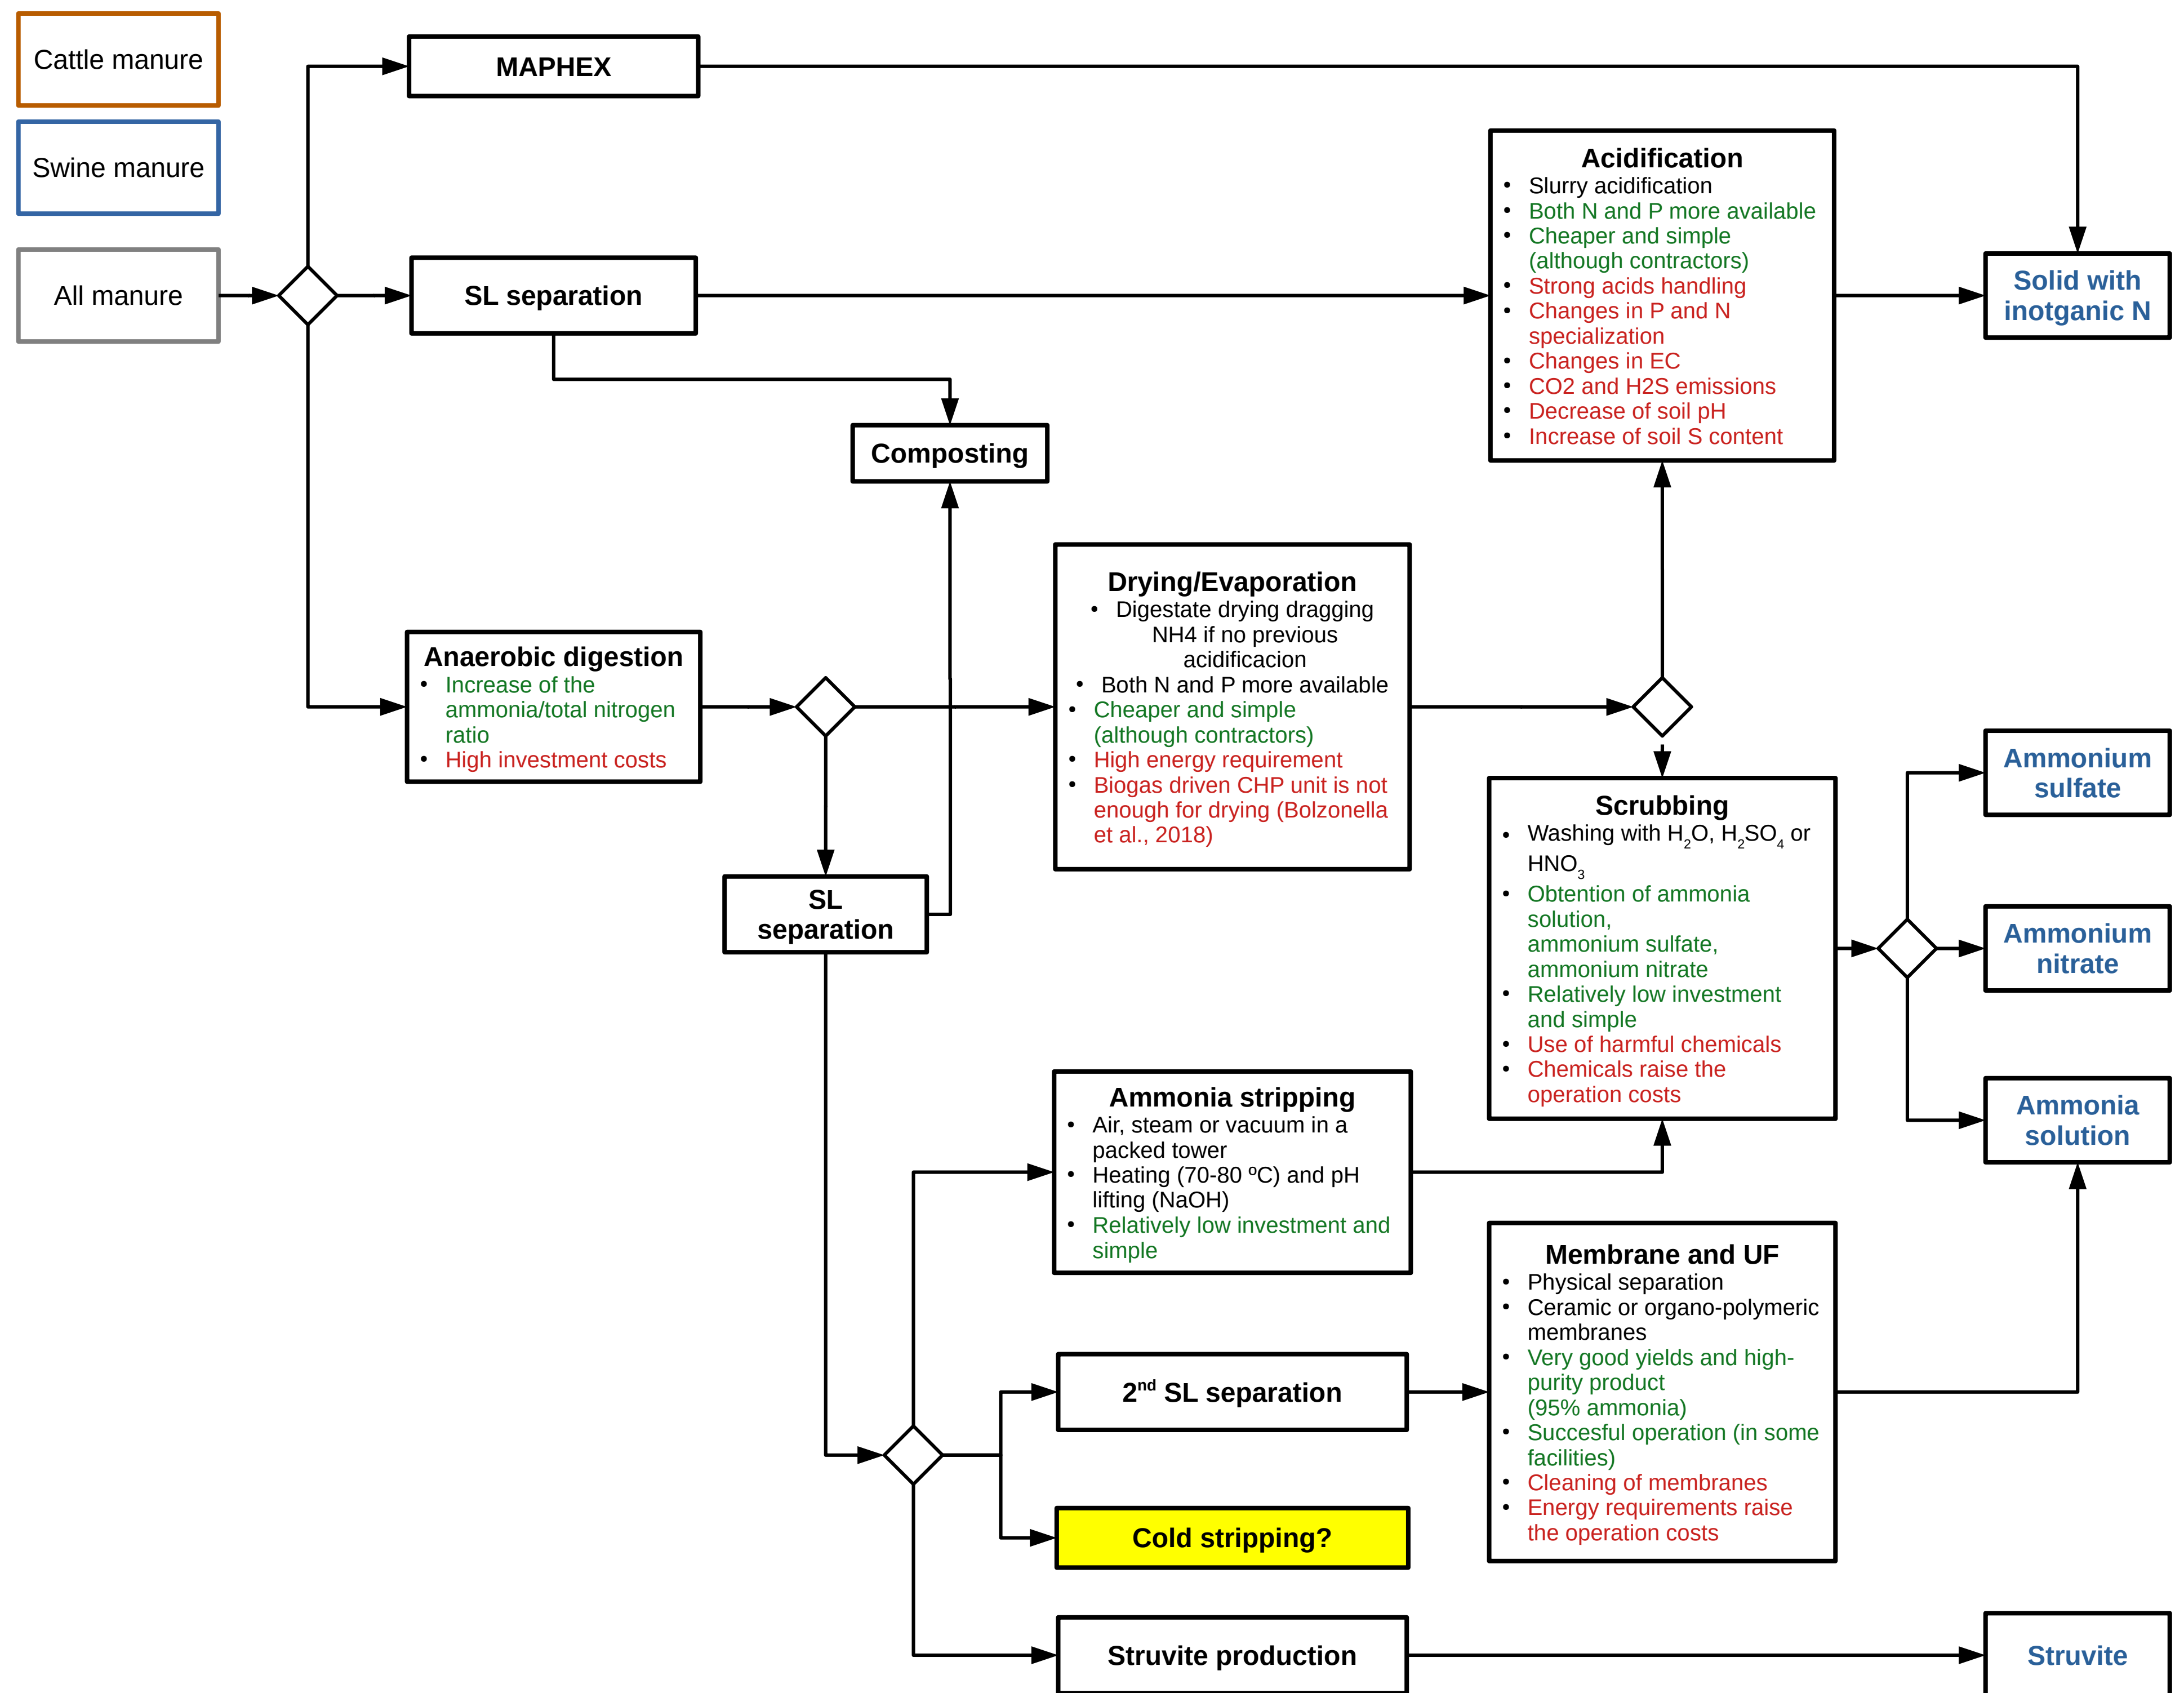 Cattle manure
Swine manure
All manure
MAPHEX
SL separation
Composting
Acidification
• Slurry acidification
• Both N and P more available
• Cheaper and simple
(although contractors)
• Strong acids handling
• Changes in P and N
specialization
• Changes in EC
• CO2 and H2S emissions
• Decrease of soil pH
• Increase of soil S content
Solid with
inotganic N
Anaerobic digestion
• Increase of the
ammonia/total nitrogen
ratio
• High investment costs
Drying/Evaporation
• Digestate drying dragging
NH4 if no previous
acidificacion
• Both N and P more available
• Cheaper and simple
(although contractors)
• High energy requirement
• Biogas driven CHP unit is not
enough for drying (Bolzonella
et al., 2018)
SL
separation
Scrubbing
• Washing with H2O, H2SO4 or
HNO3
• Obtention of ammonia
solution,
ammonium sulfate,
ammonium nitrate
• Relatively low investment
and simple
• Use of harmful chemicals
• Chemicals raise the
operation costs
Ammonium
sulfate
Ammonium
nitrate
Ammonia
solution
Ammonia stripping
• Air, steam or vacuum in a
packed tower
• Heating (70-80 ºC) and pH
lifting (NaOH)
• Relatively low investment and
simple
2nd SL separation
Membrane and UF
• Physical separation
• Ceramic or organo-polymeric
membranes
• Very good yields and high-
purity product
(95% ammonia)
• Succesful operation (in some
facilities)
• Cleaning of membranes
• Energy requirements raise
the operation costs
Cold stripping?
Struvite production
Struvite